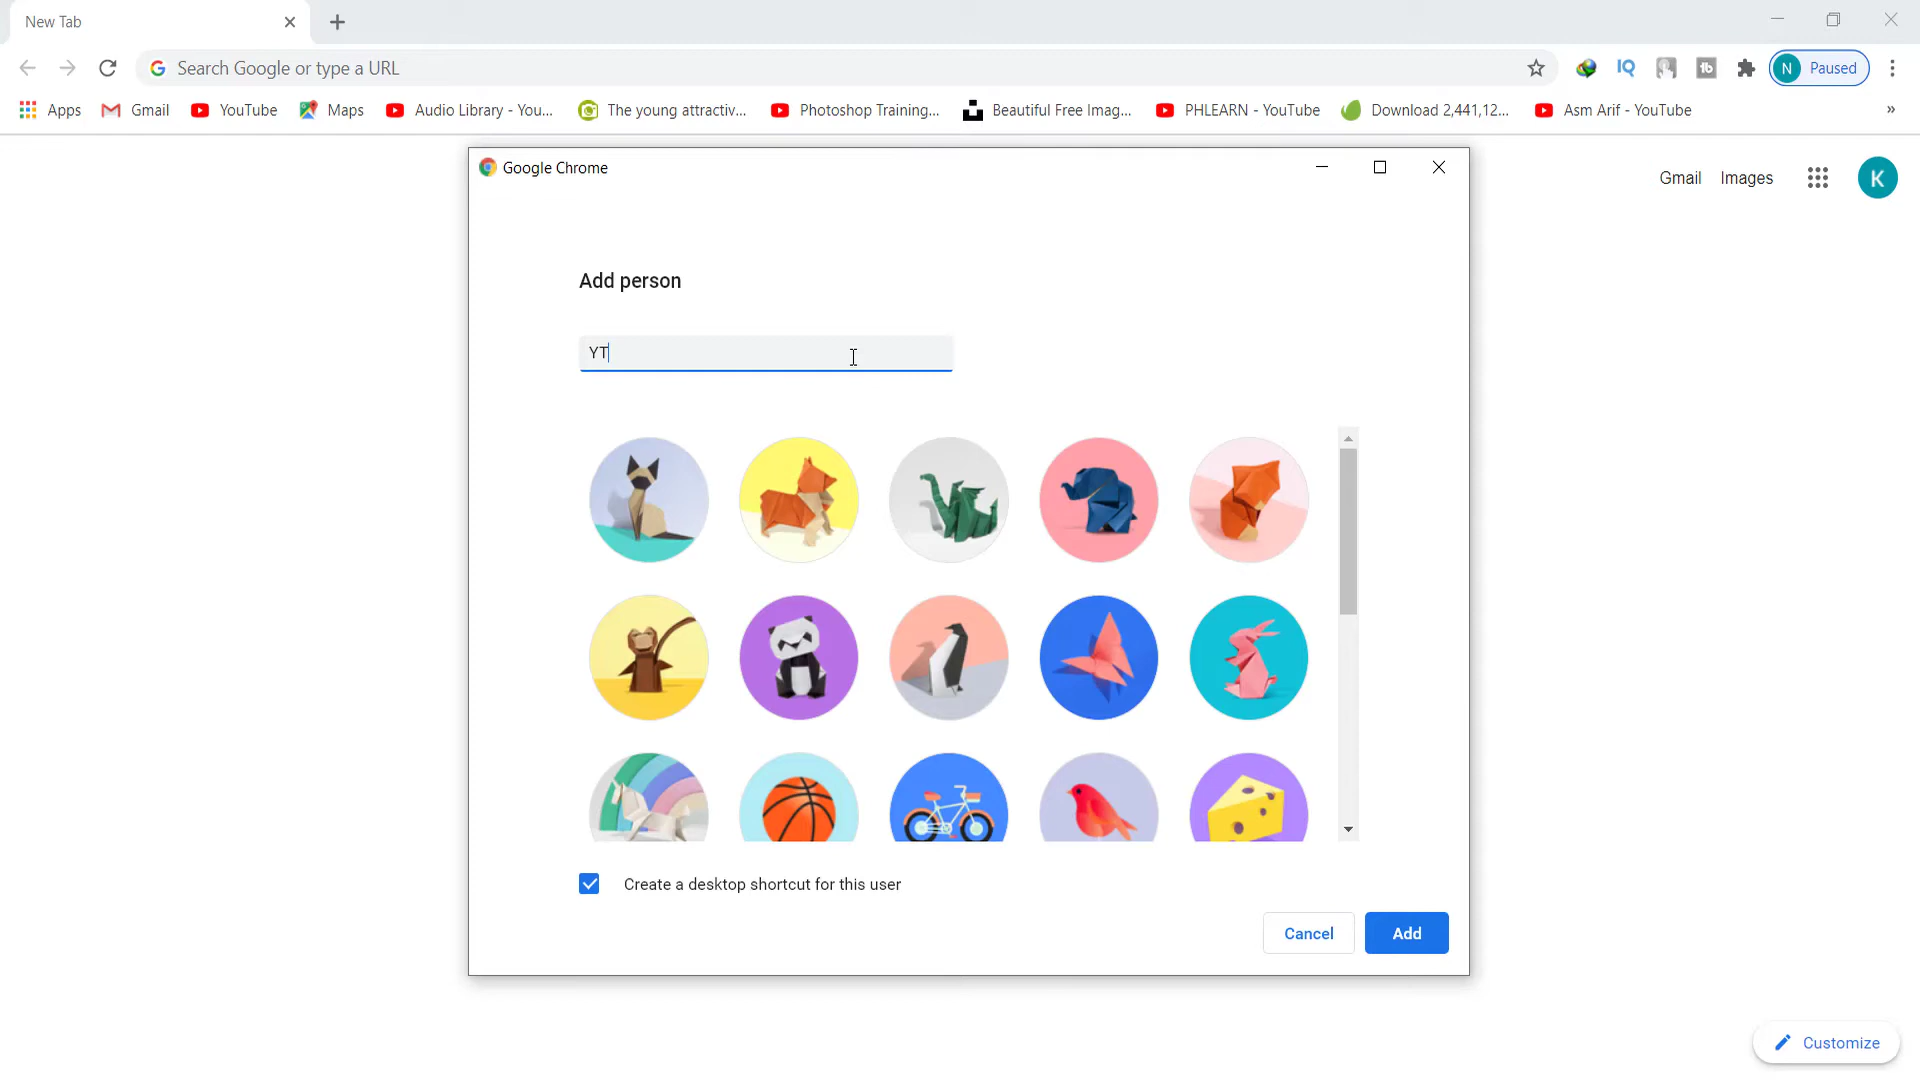 New Tab
Search Google or type a URL
IQ
tb
N Paused
Apps Gmail YouTube Maps Audio Library - You... The young attractiv... Photoshop Training... Beautiful Free Imag... PHLEARN - YouTube Download 2,441,12... Asm Arif - YouTube »
Google Chrome
Gmail Images K
Add person
YT
Create a desktop shortcut for this user
Cancel Add
Customize